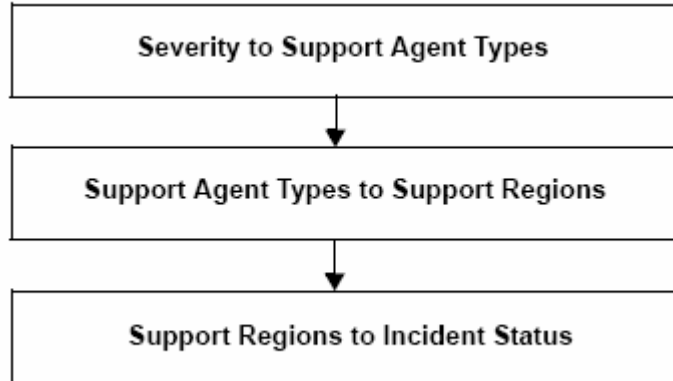 Severity to Support Agent Types
Support Agent Types to Support Regions
Support Regions to Incident Status